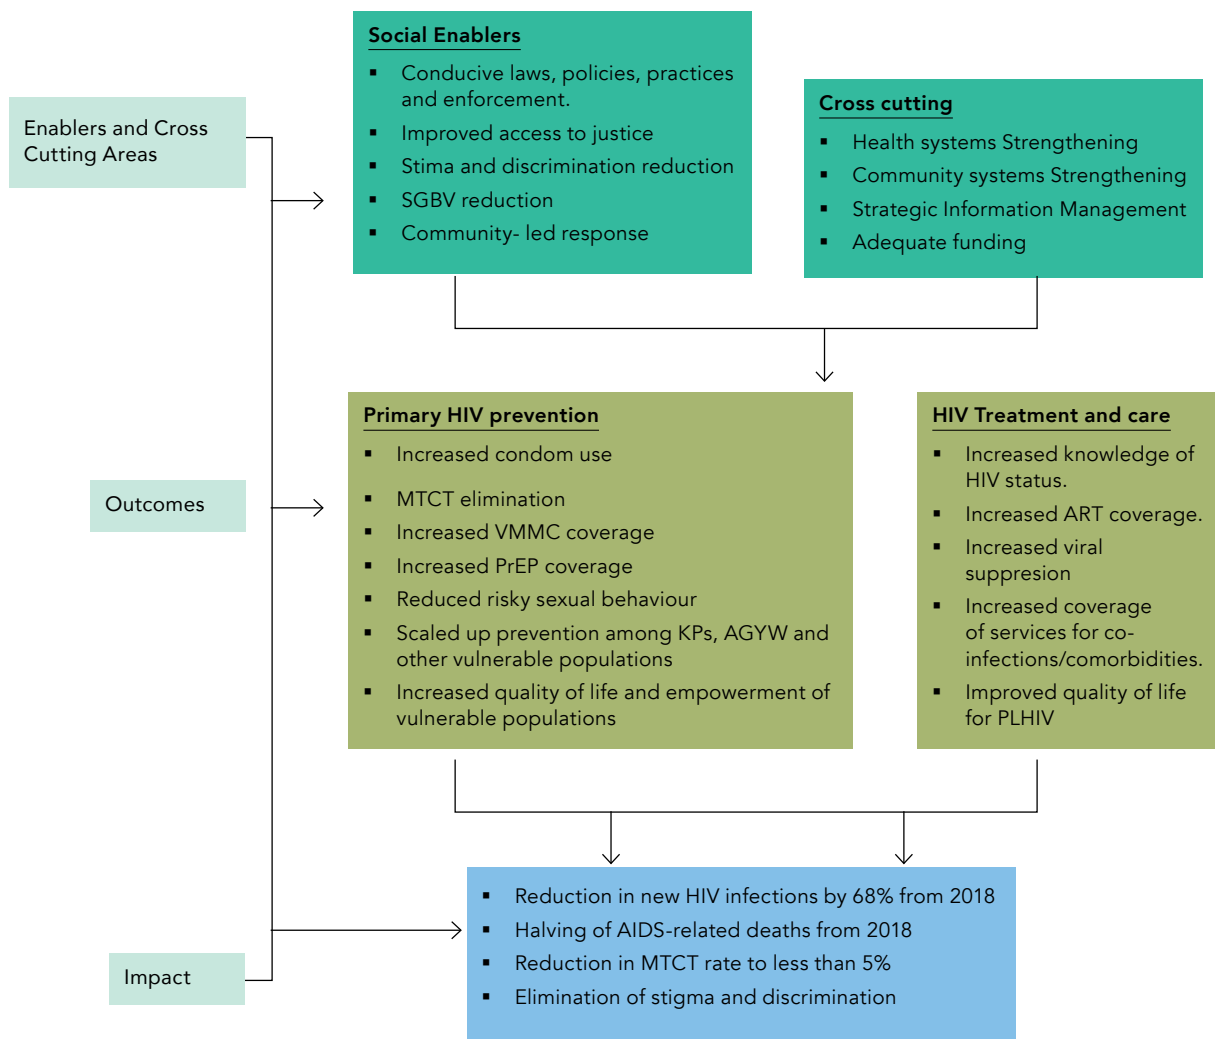 Enablers and Cross
Cutting Areas
Social Enablers
▪ Conducive laws, policies, practices
and enforcement.
▪ Improved access to justice
▪ Stima and discrimination reduction
▪ SGBV reduction
▪ Community- led response
Cross cutting
▪ Health systems Strengthening
▪ Community systems Strengthening
▪ Strategic Information Management
▪ Adequate funding
Outcomes
Primary HIV prevention
▪ Increased condom use
▪ MTCT elimination
▪ Increased VMMC coverage
▪ Increased PrEP coverage
▪ Reduced risky sexual behaviour
▪ Scaled up prevention among KPs, AGYW and
other vulnerable populations
▪ Increased quality of life and empowerment of
vulnerable populations
HIV Treatment and care
▪ Increased knowledge of
HIV status.
▪ Increased ART coverage.
▪ Increased viral
suppresion
▪ Increased coverage
of services for co-
infections/comorbidities.
▪ Improved quality of life
for PLHIV
Impact
▪ Reduction in new HIV infections by 68% from 2018
▪ Halving of AIDS-related deaths from 2018
▪ Reduction in MTCT rate to less than 5%
▪ Elimination of stigma and discrimination